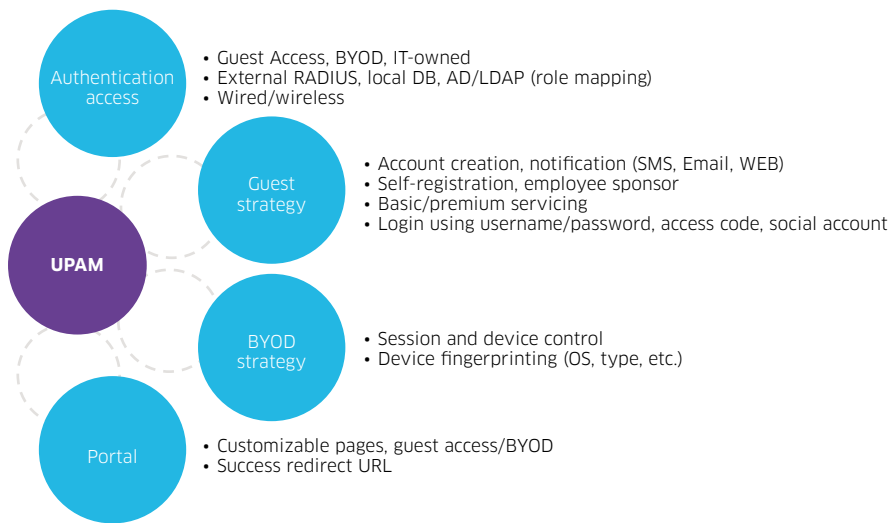 Authentication
access
• Guest Access, BYOD, IT-owned
• External RADIUS, local DB, AD/LDAP (role mapping)
• Wired/wireless
Guest
strategy
• Account creation, notification (SMS, Email, WEB)
• Self-registration, employee sponsor
• Basic/premium servicing
• Login using username/password, access code, social account
UPAM
BYOD
strategy
• Session and device control
• Device fingerprinting (OS, type, etc.)
Portal
• Customizable pages, guest access/BYOD
• Success redirect URL